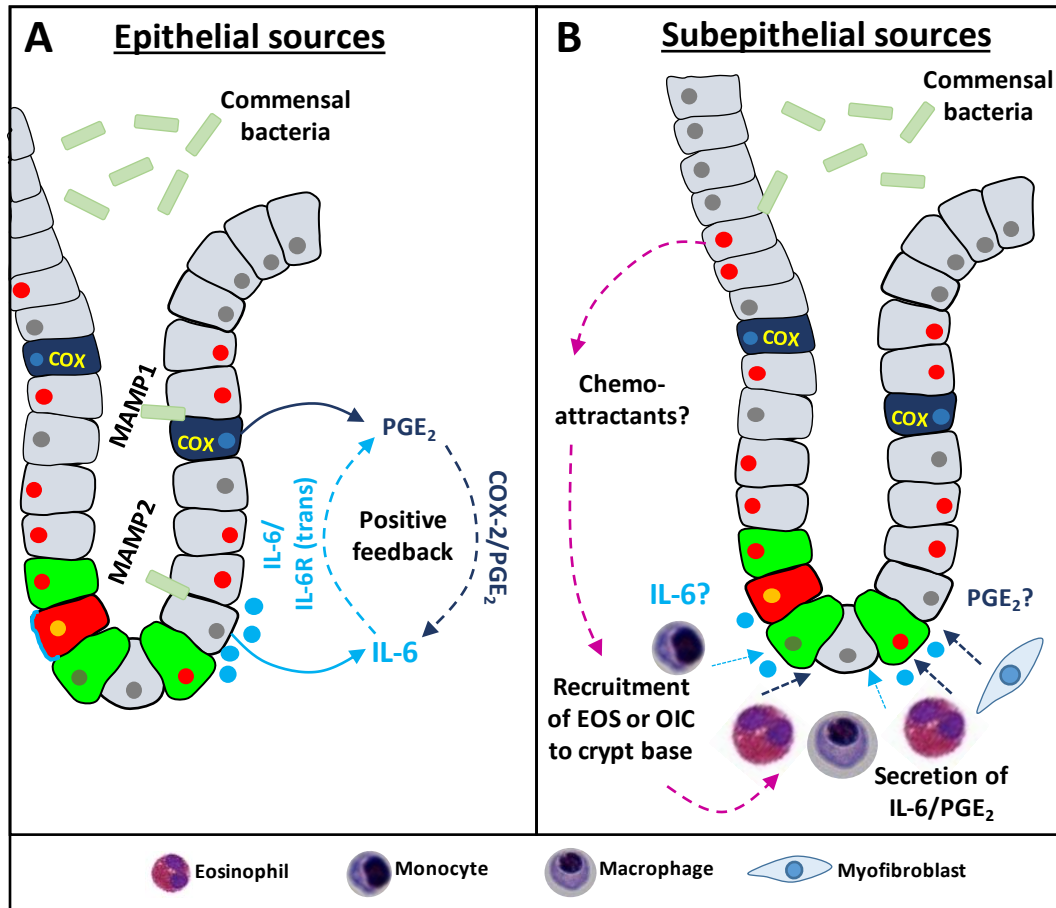 A
Epithelial sources
Commensal
bacteria
COX
MAMP1
COX
MAMP2
IL-6/
IL-6R (trans)
PGE₂
Positive
feedback
COX-2/PGE₂
IL-6
B
Subepithelial sources
Commensal
bacteria
COX
Chemo-
attractants?
COX
IL-6?
PGE₂?
Recruitment
of EOS or OIC
to crypt base
Secretion of
IL-6/PGE₂
Eosinophil
Monocyte
Macrophage
Myofibroblast